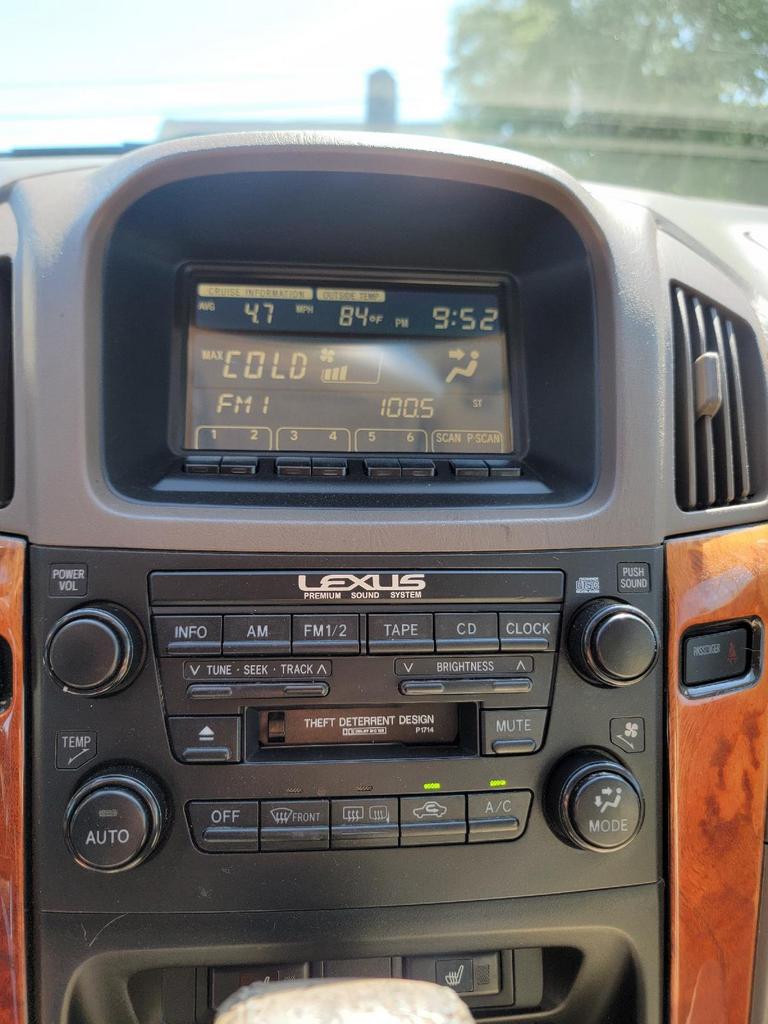 CRUISE INFORMATION OUTSIDE TEMP
AVG 4.7 MPH 84°F PM 9:52
MAX COLD
FM1 100.5 ST
1 2 3 4 5 6 SCAN P·SCAN
POWER VOL
LEXUS
PREMIUM SOUND SYSTEM
PUSH SOUND
INFO AM FM1/2 TAPE CD CLOCK
∨ TUNE · SEEK · TRACK ∧ ∨ BRIGHTNESS ∧
THEFT DETERRENT DESIGN
P1714
MUTE
TEMP
AUTO
OFF FRONT A/C
MODE
PASSENGER